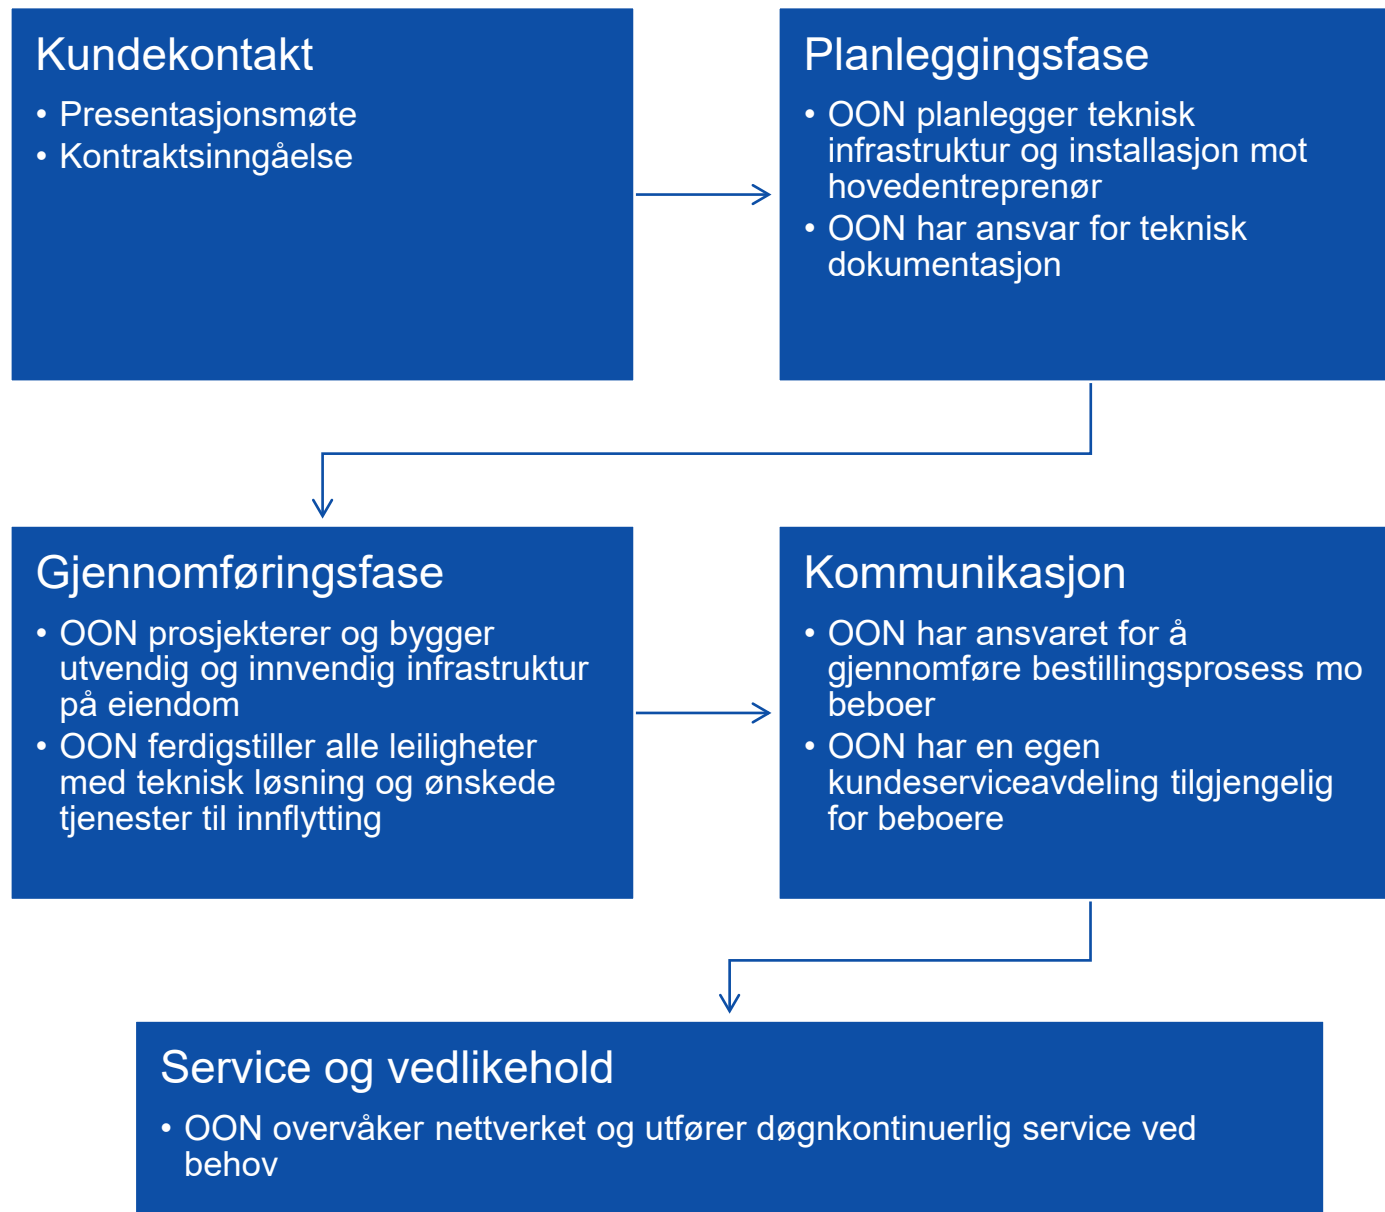 Kundekontakt
• Presentasjonsmøte
• Kontraktsinngåelse
Planleggingsfase
• OON planlegger teknisk
infrastruktur og installasjon mot
hovedentreprenør
• OON har ansvar for teknisk
dokumentasjon
Gjennomføringsfase
• OON prosjekterer og bygger
utvendig og innvendig infrastruktur
på eiendom
• OON ferdigstiller alle leiligheter
med teknisk løsning og ønskede
tjenester til innflytting
Kommunikasjon
• OON har ansvaret for å
gjennomføre bestillingsprosess mo
beboer
• OON har en egen
kundeserviceavdeling tilgjengelig
for beboere
Service og vedlikehold
• OON overvåker nettverket og utfører døgnkontinuerlig service ved
behov